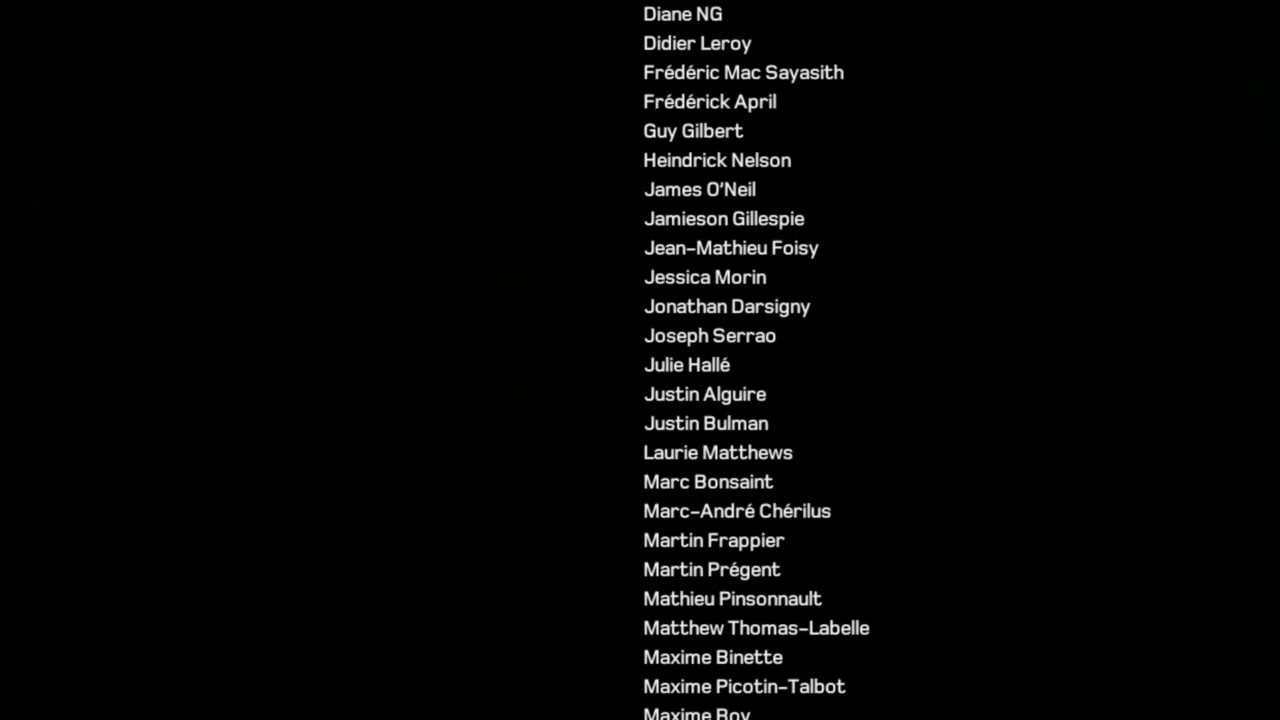 Diane NG
Didier Leroy
Frédéric Mac Sayasith
Frédérick April
Guy Gilbert
Heindrick Nelson
James O'Neil
Jamieson Gillespie
Jean-Mathieu Foisy
Jessica Morin
Jonathan Darsigny
Joseph Serrao
Julie Hallé
Justin Alguire
Justin Bulman
Laurie Matthews
Marc Bonsaint
Marc-André Chérilus
Martin Frappier
Martin Prégent
Mathieu Pinsonnault
Matthew Thomas-Labelle
Maxime Binette
Maxime Picotin-Talbot
Maxime Roy